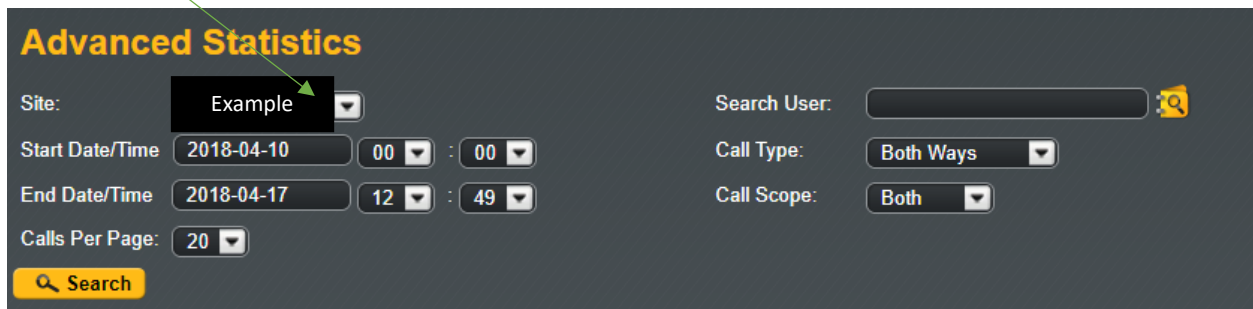 Advanced Statistics
Site: Example Search User:
Start Date/Time 2018-04-10 00 : 00 Call Type: Both Ways
End Date/Time 2018-04-17 12 : 49 Call Scope: Both
Calls Per Page: 20
Search